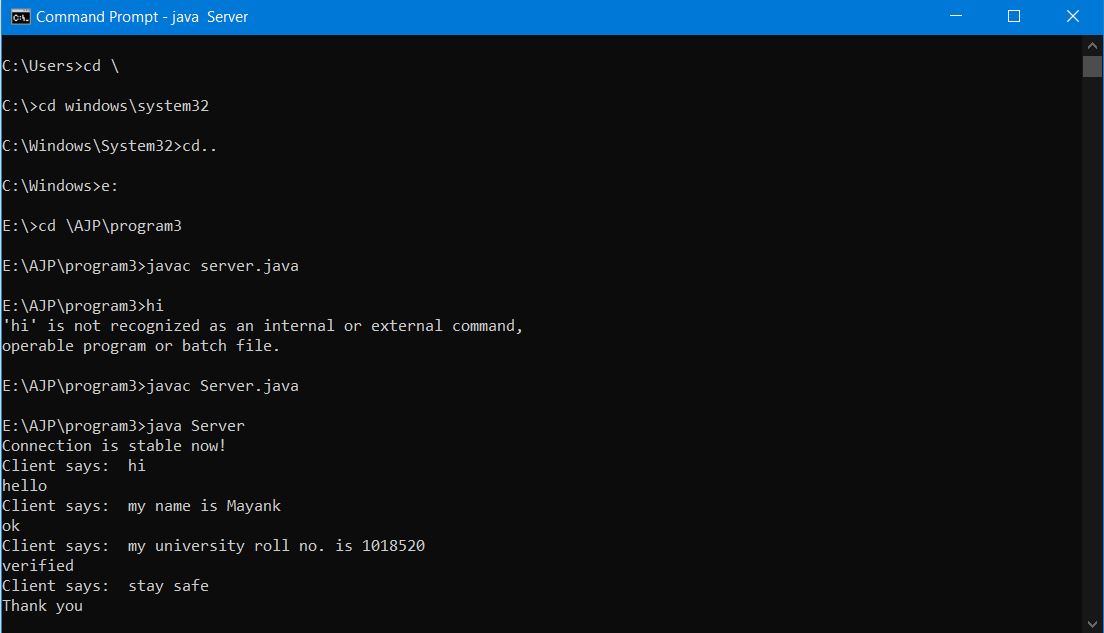 Command Prompt - java  Server
C:\Users>cd \
C:\>cd windows\system32
C:\Windows\System32>cd..
C:\Windows>e:
E:\>cd \AJP\program3
E:\AJP\program3>javac server.java
E:\AJP\program3>hi
'hi' is not recognized as an internal or external command,
operable program or batch file.
E:\AJP\program3>javac Server.java
E:\AJP\program3>java Server
Connection is stable now!
Client says:  hi
hello
Client says:  my name is Mayank
ok
Client says:  my university roll no. is 1018520
verified
Client says:  stay safe
Thank you